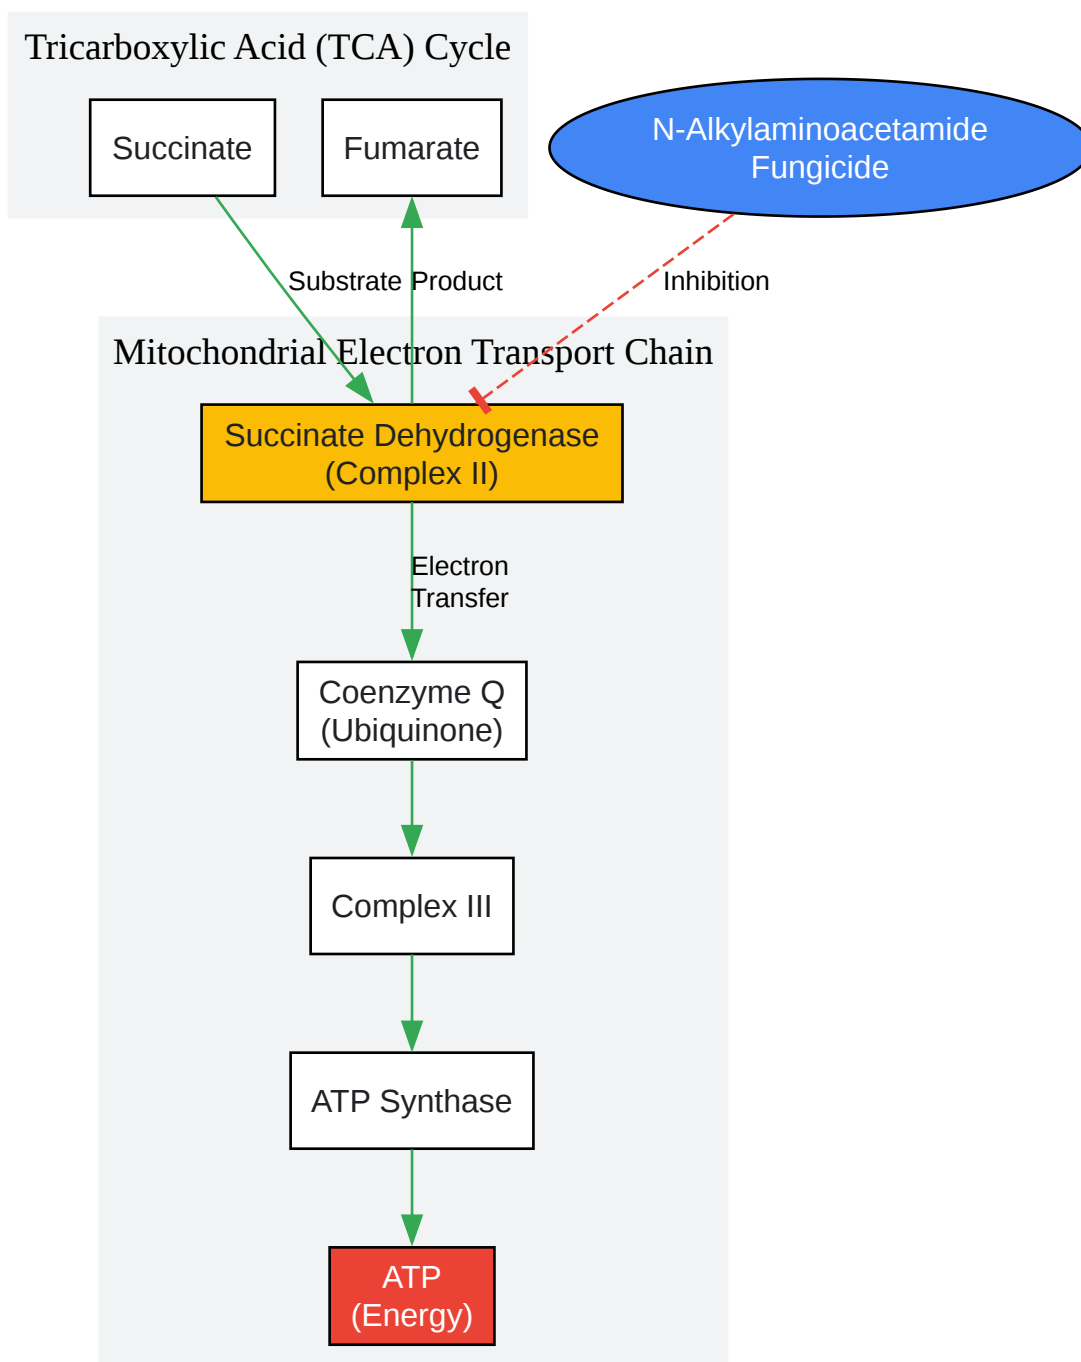 Tricarboxylic Acid (TCA) Cycle
Succinate
Fumarate
N-Alkylaminoacetamide
Fungicide
Substrate
Product
Inhibition
Mitochondrial Electron Transport Chain
Succinate Dehydrogenase
(Complex II)
Electron
Transfer
Coenzyme Q
(Ubiquinone)
Complex III
ATP Synthase
ATP
(Energy)